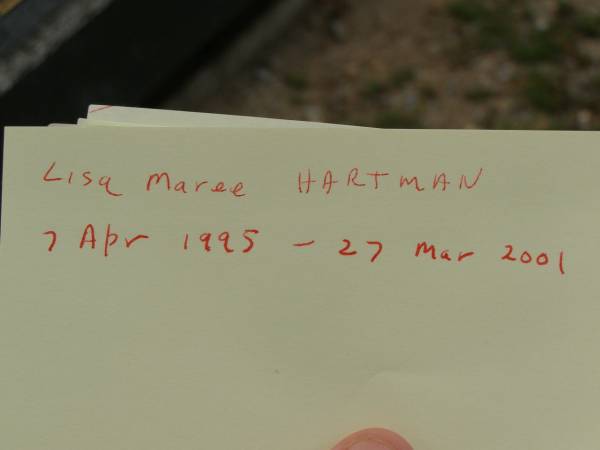 Lisa Maree HARTMAN
7 Apr 1995 - 27 Mar 2001